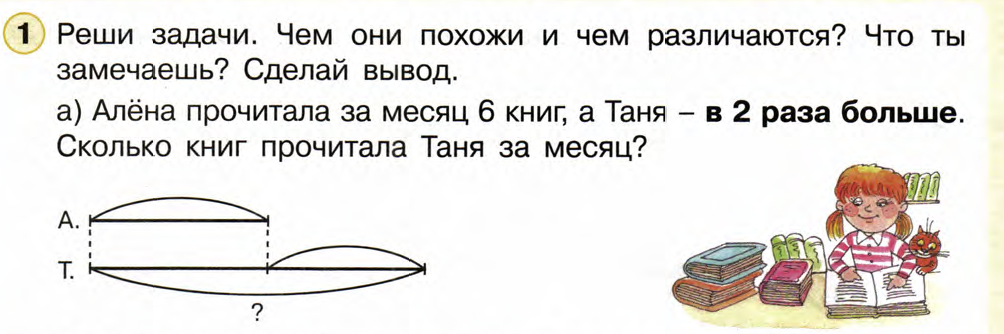 1 Реши задачи. Чем они похожи и чем различаются? Что ты
замечаешь? Сделай вывод.
а) Алёна прочитала за месяц 6 книг, а Таня – в 2 раза больше.
Сколько книг прочитала Таня за месяц?
А.
Т.
?